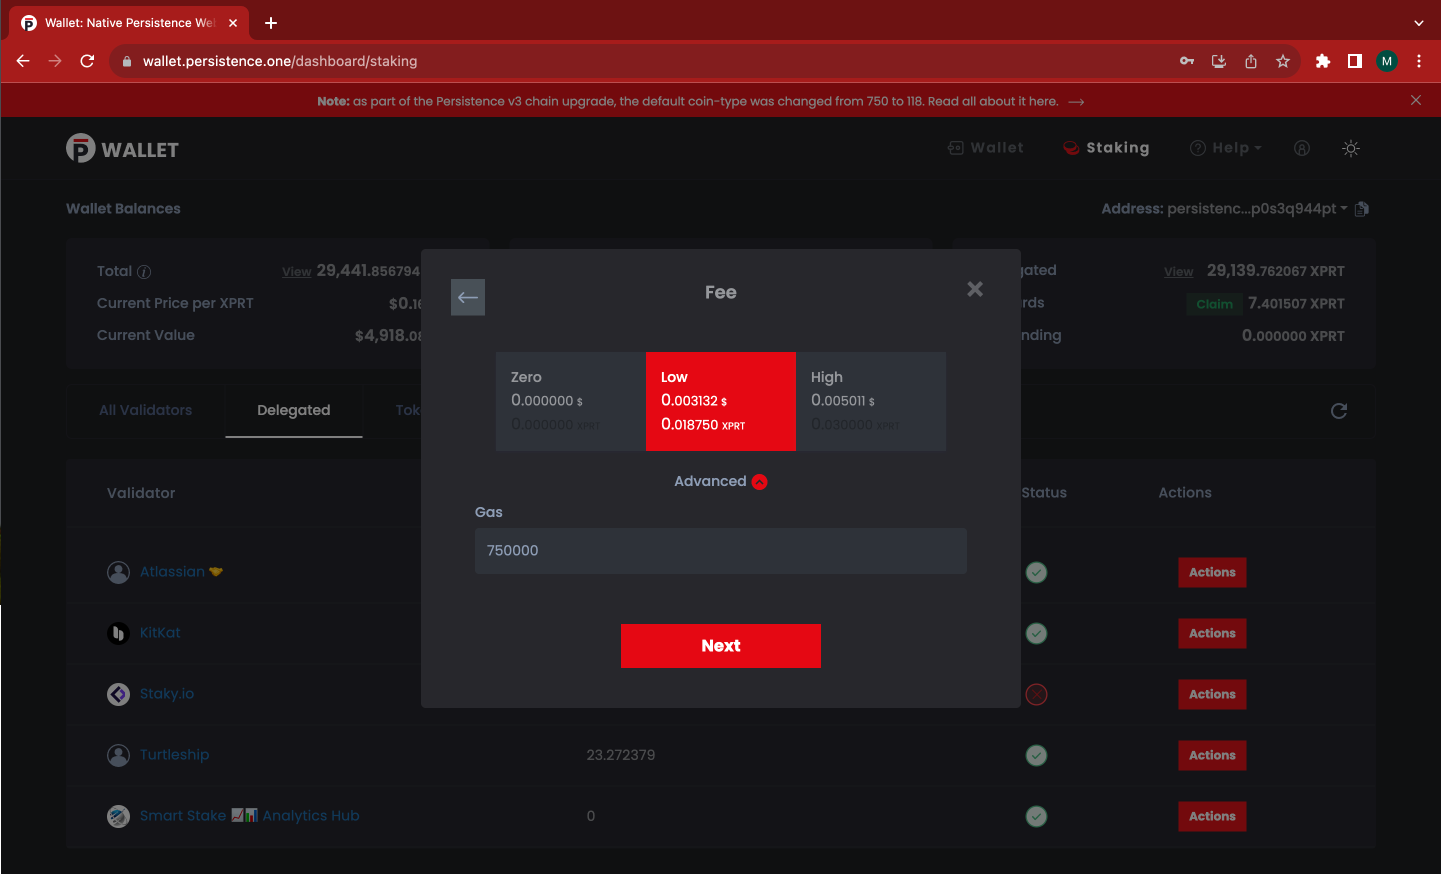 Wallet: Native Persistence We
wallet.persistence.one/dashboard/staking
M
Note: as part of the Persistence v3 chain upgrade, the default coin-type was changed from 750 to 118. Read all about it here. →
WALLET
Wallet
Staking
Help
Wallet Balances
Address: persistenc...p0s3q944pt
Total
View 29,441.856794
Current Price per XPRT
$0.1
Current Value
$4,918.0
gated
View 29,139.762067 XPRT
rds
Claim 7.401507 XPRT
nding
0.000000 XPRT
All Validators
Delegated
Tok
Fee
Zero
0.000000 $
0.000000 XPRT
Low
0.003132 $
0.018750 XPRT
High
0.005011 $
0.030000 XPRT
Advanced
Gas
750000
Next
Validator
Status
Actions
Atlassian
Actions
KitKat
Actions
Staky.io
Actions
Turtleship
23.272379
Actions
Smart Stake 📈📊 Analytics Hub
0
Actions